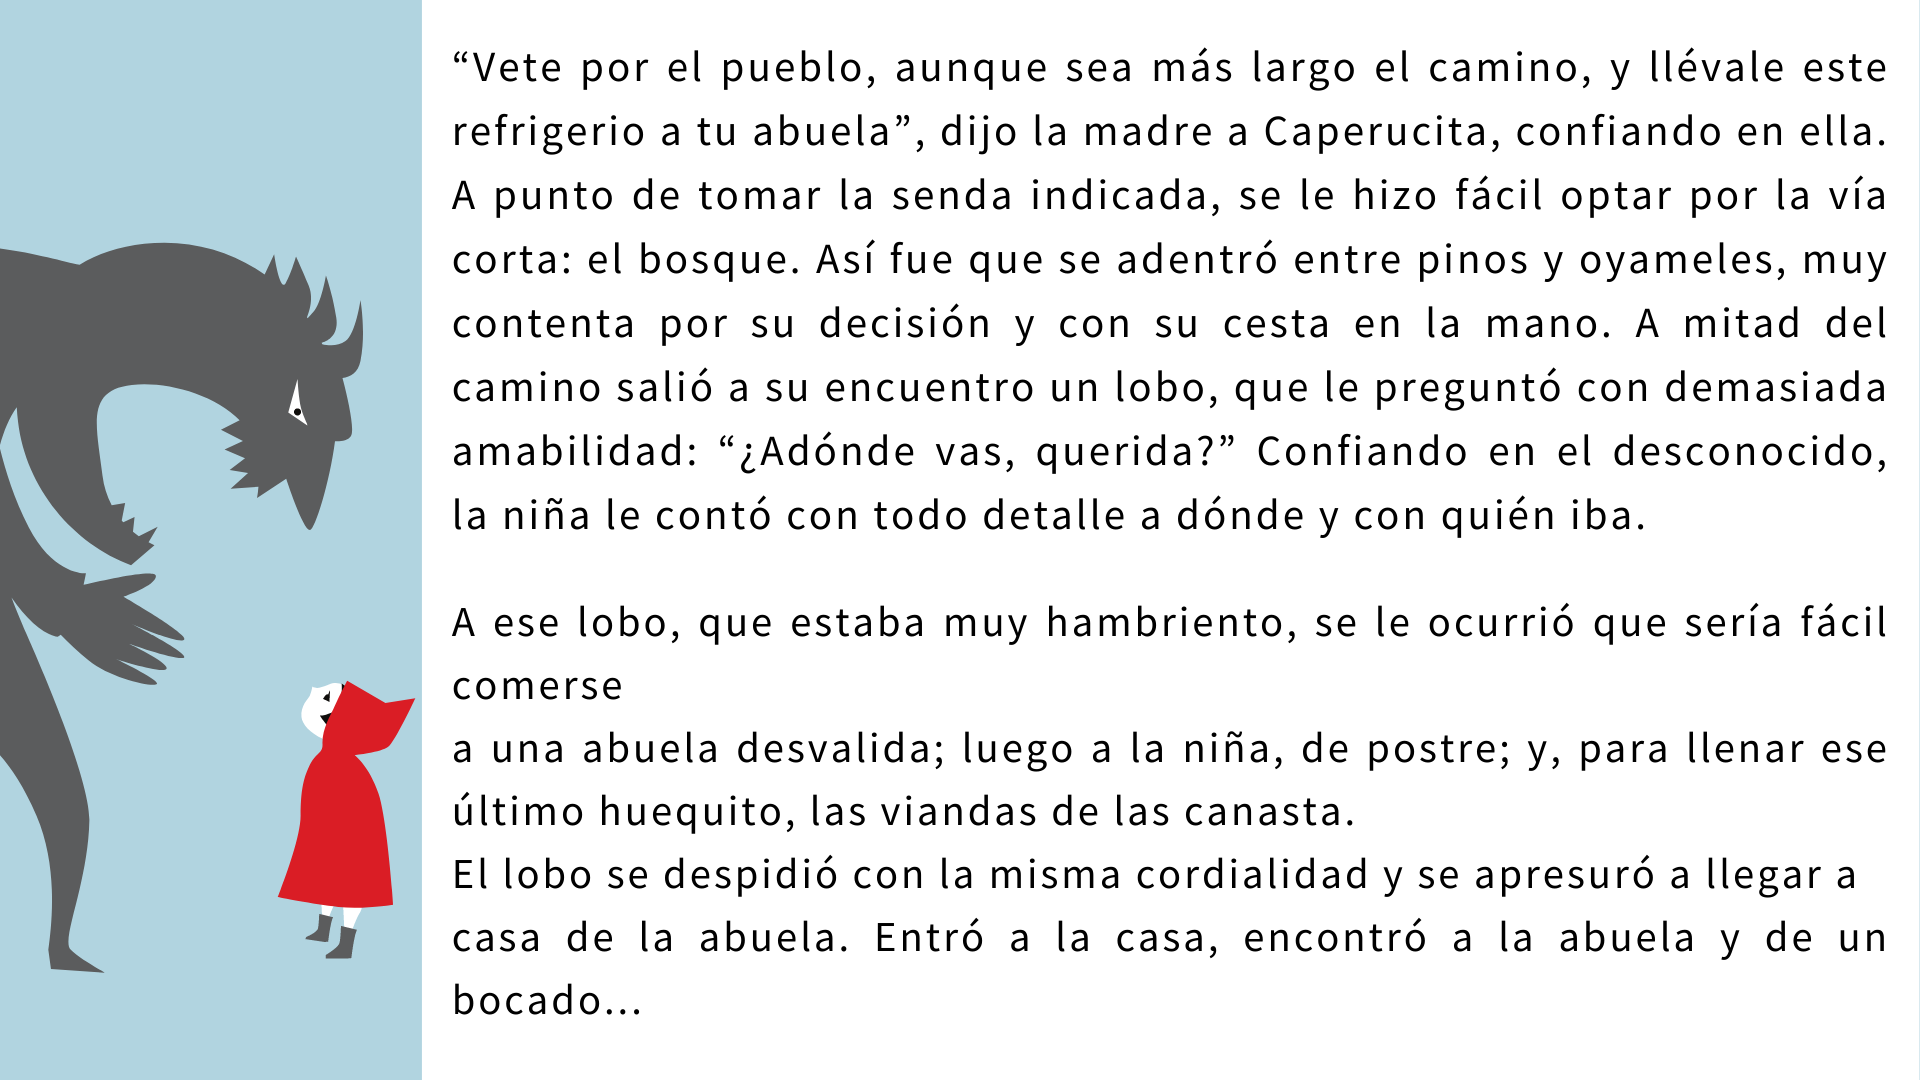 “Vete por el pueblo, aunque sea más largo el camino, y llévale este
refrigerio a tu abuela”, dijo la madre a Caperucita, confiando en ella.
A punto de tomar la senda indicada, se le hizo fácil optar por la vía
corta: el bosque. Así fue que se adentró entre pinos y oyameles, muy
contenta por su decisión y con su cesta en la mano. A mitad del
camino salió a su encuentro un lobo, que le preguntó con demasiada
amabilidad: “¿Adónde vas, querida?” Confiando en el desconocido,
la niña le contó con todo detalle a dónde y con quién iba.
A ese lobo, que estaba muy hambriento, se le ocurrió que sería fácil
comerse
a una abuela desvalida; luego a la niña, de postre; y, para llenar ese
último huequito, las viandas de las canasta.
El lobo se despidió con la misma cordialidad y se apresuró a llegar a
casa de la abuela. Entró a la casa, encontró a la abuela y de un
bocado...